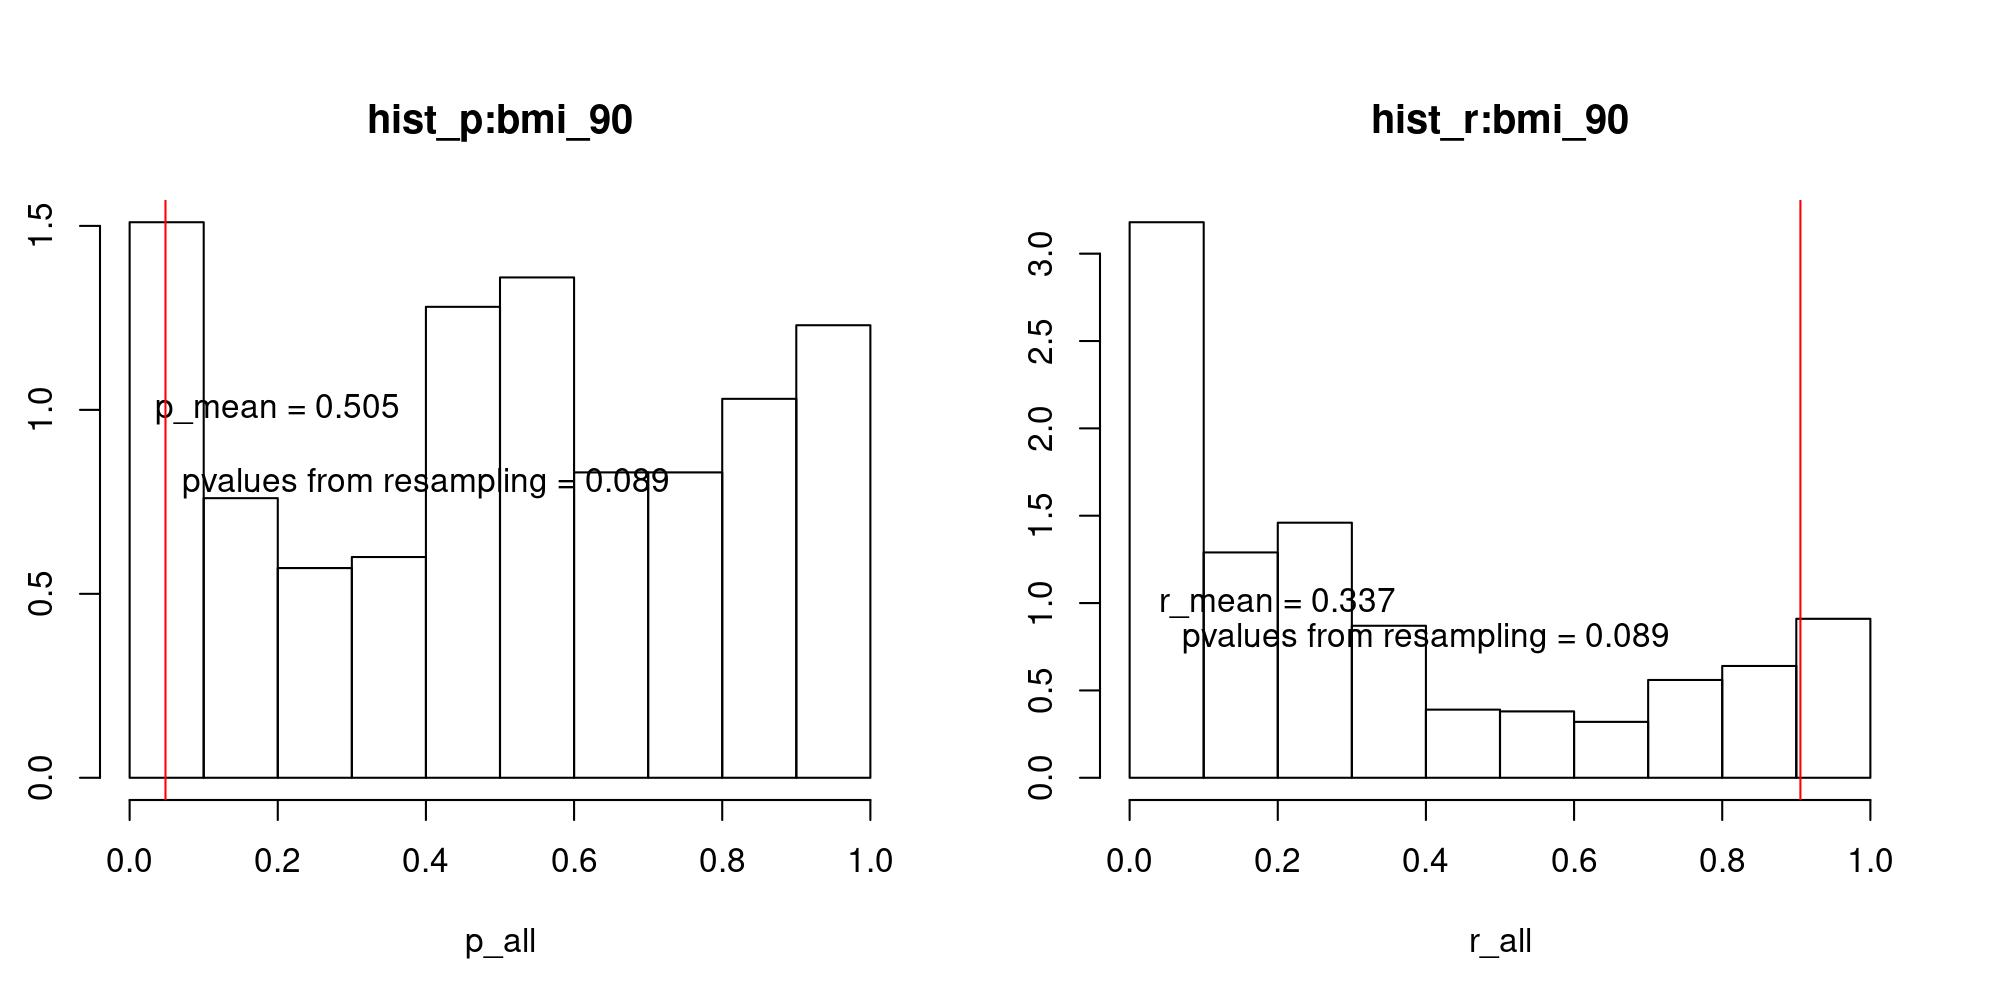 hist_p:bmi_90
1.5
1.0
0.5
0.0
p_mean = 0.505
pvalues from resampling = 0.089
0.0 0.2 0.4 0.6 0.8 1.0
p_all
hist_r:bmi_90
3.0
2.5
2.0
1.5
1.0
0.5
0.0
r_mean = 0.337
pvalues from resampling = 0.089
0.0 0.2 0.4 0.6 0.8 1.0
r_all